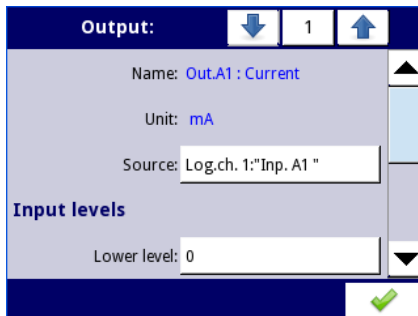 Output: 1
Name: Out.A1 : Current
Unit: mA
Source: Log.ch. 1:"Inp. A1 "
Input levels
Lower level: 0